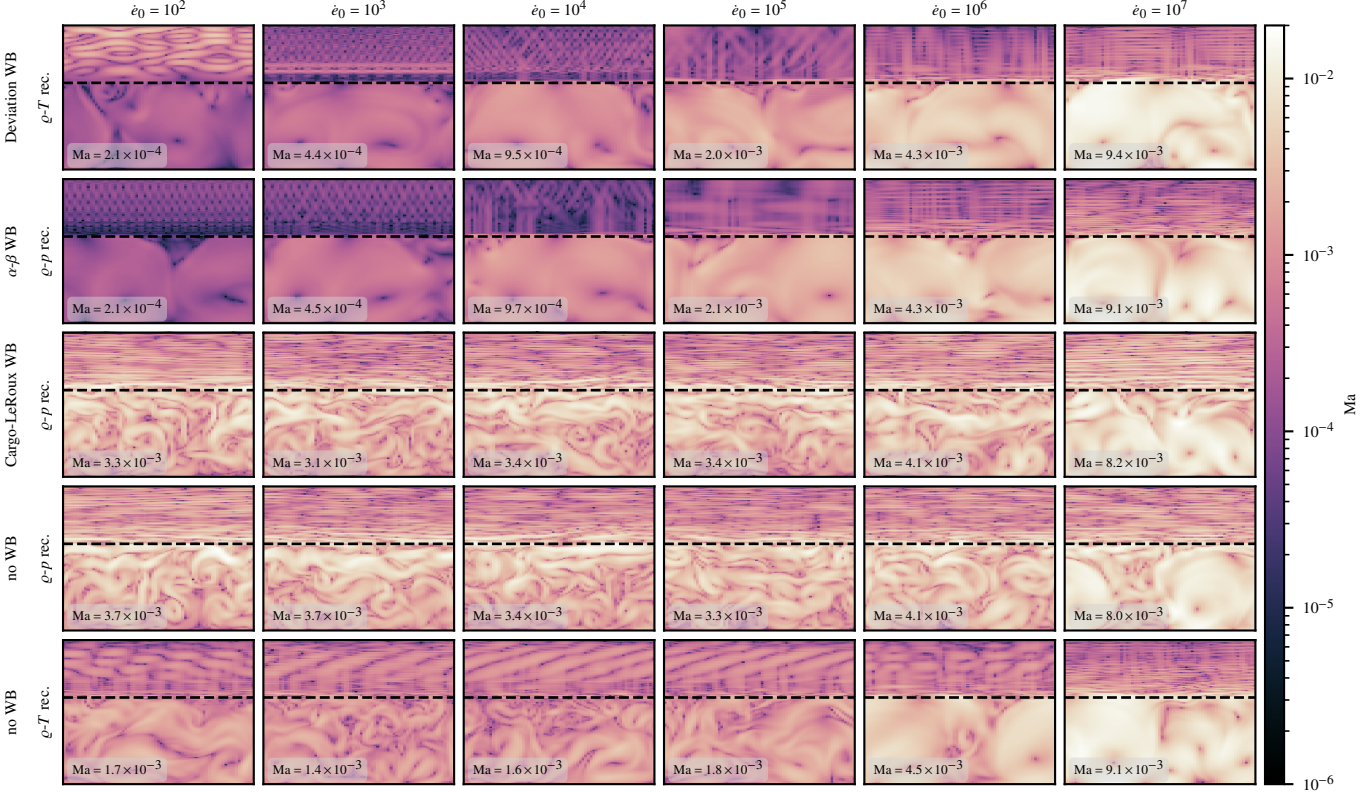 ė₀ = 10² ė₀ = 10³ ė₀ = 10⁴ ė₀ = 10⁵ ė₀ = 10⁶ ė₀ = 10⁷
Deviation WB
ϱ-T rec.
Ma = 2.1×10⁻⁴ Ma = 4.4×10⁻⁴ Ma = 9.5×10⁻⁴ Ma = 2.0×10⁻³ Ma = 4.3×10⁻³ Ma = 9.4×10⁻³
α-β WB
ϱ-p rec.
Ma = 2.1×10⁻⁴ Ma = 4.5×10⁻⁴ Ma = 9.7×10⁻⁴ Ma = 2.1×10⁻³ Ma = 4.3×10⁻³ Ma = 9.1×10⁻³
Cargo-LeRoux WB
ϱ-p rec.
Ma = 3.3×10⁻³ Ma = 3.1×10⁻³ Ma = 3.4×10⁻³ Ma = 3.4×10⁻³ Ma = 4.1×10⁻³ Ma = 8.2×10⁻³
no WB
ϱ-p rec.
Ma = 3.7×10⁻³ Ma = 3.7×10⁻³ Ma = 3.4×10⁻³ Ma = 3.3×10⁻³ Ma = 4.1×10⁻³ Ma = 8.0×10⁻³
no WB
ϱ-T rec.
Ma = 1.7×10⁻³ Ma = 1.4×10⁻³ Ma = 1.6×10⁻³ Ma = 1.8×10⁻³ Ma = 4.5×10⁻³ Ma = 9.1×10⁻³
10⁻²
10⁻³
10⁻⁴
10⁻⁵
10⁻⁶
Ma